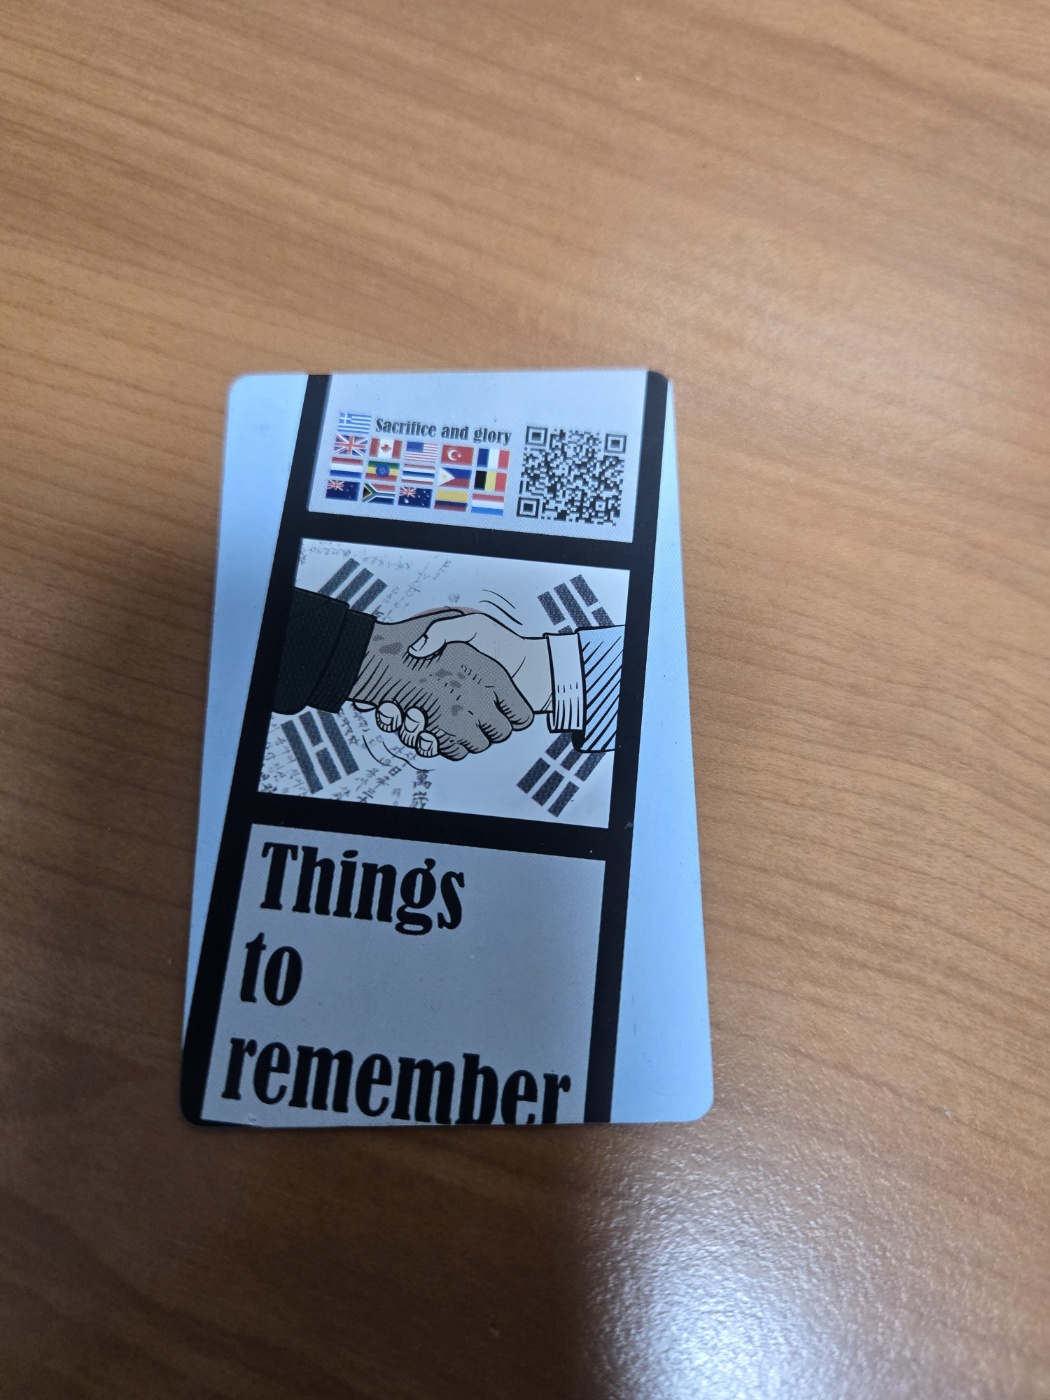 Sacrifice and glory
Things
to
remember